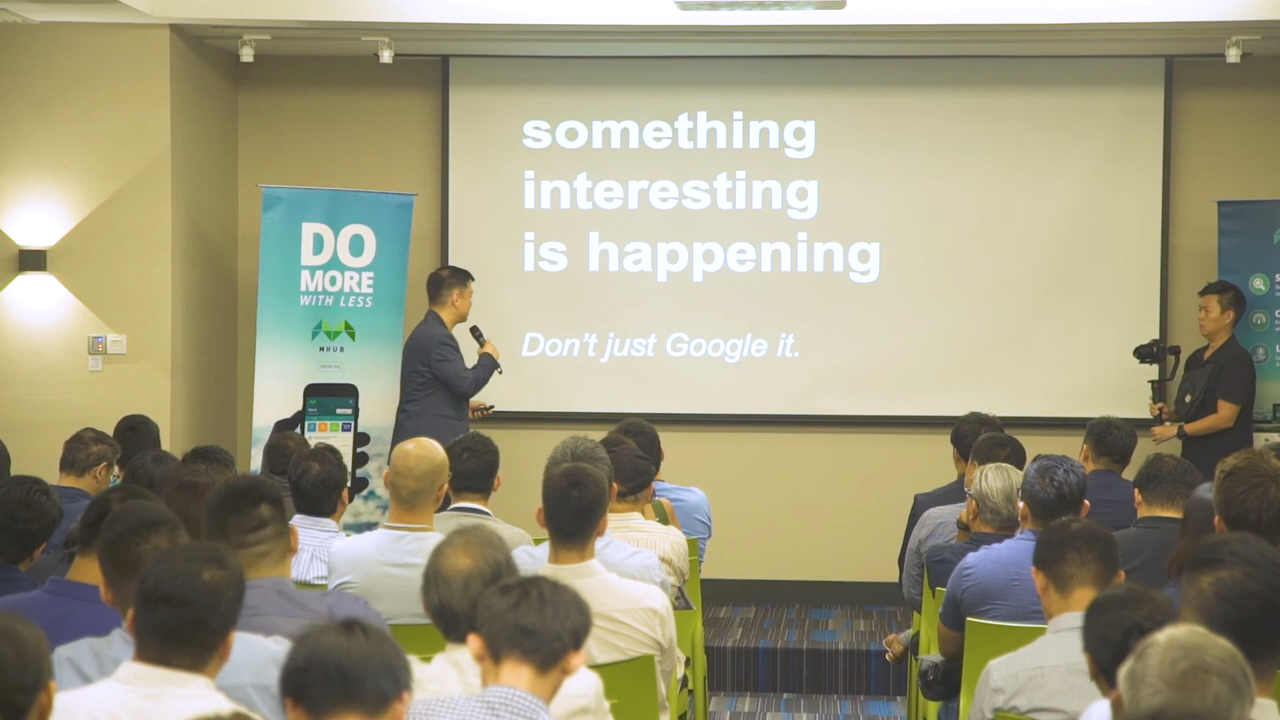 something
interesting
is happening
Don't just Google it.
DO
MORE
WITH LESS
MHUB